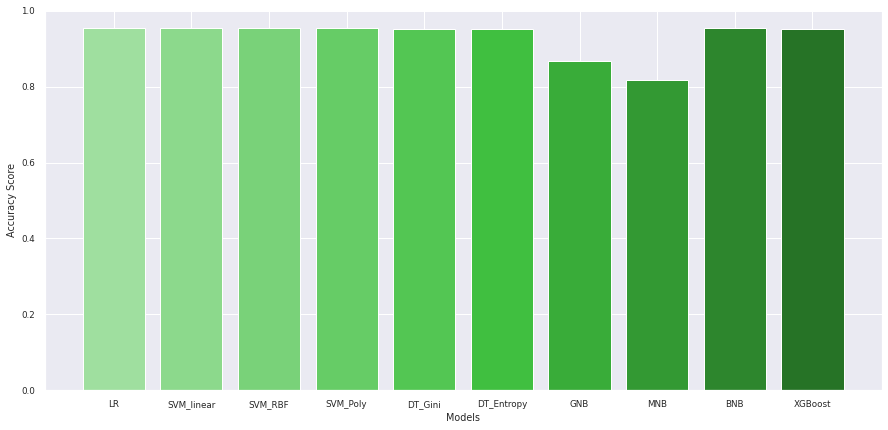 1.0
0.8
0.6
0.4
0.2
0.0
Accuracy Score
LR SVM_linear SVM_RBF SVM_Poly DT_Gini DT_Entropy GNB MNB BNB XGBoost
Models